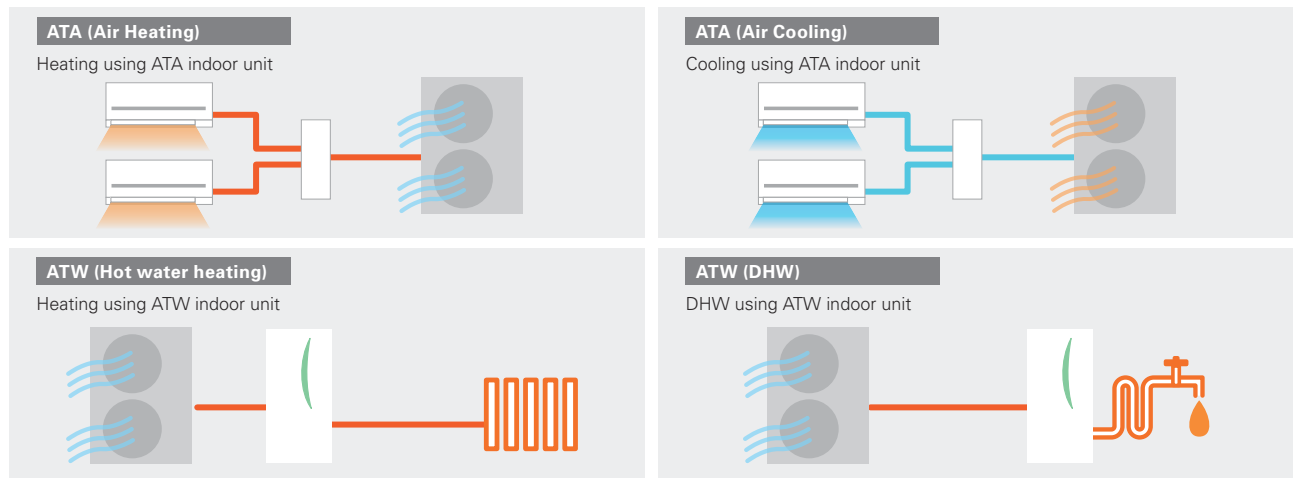 ATA (Air Heating)
Heating using ATA indoor unit
ATA (Air Cooling)
Cooling using ATA indoor unit
ATW (Hot water heating)
Heating using ATW indoor unit
ATW (DHW)
DHW using ATW indoor unit